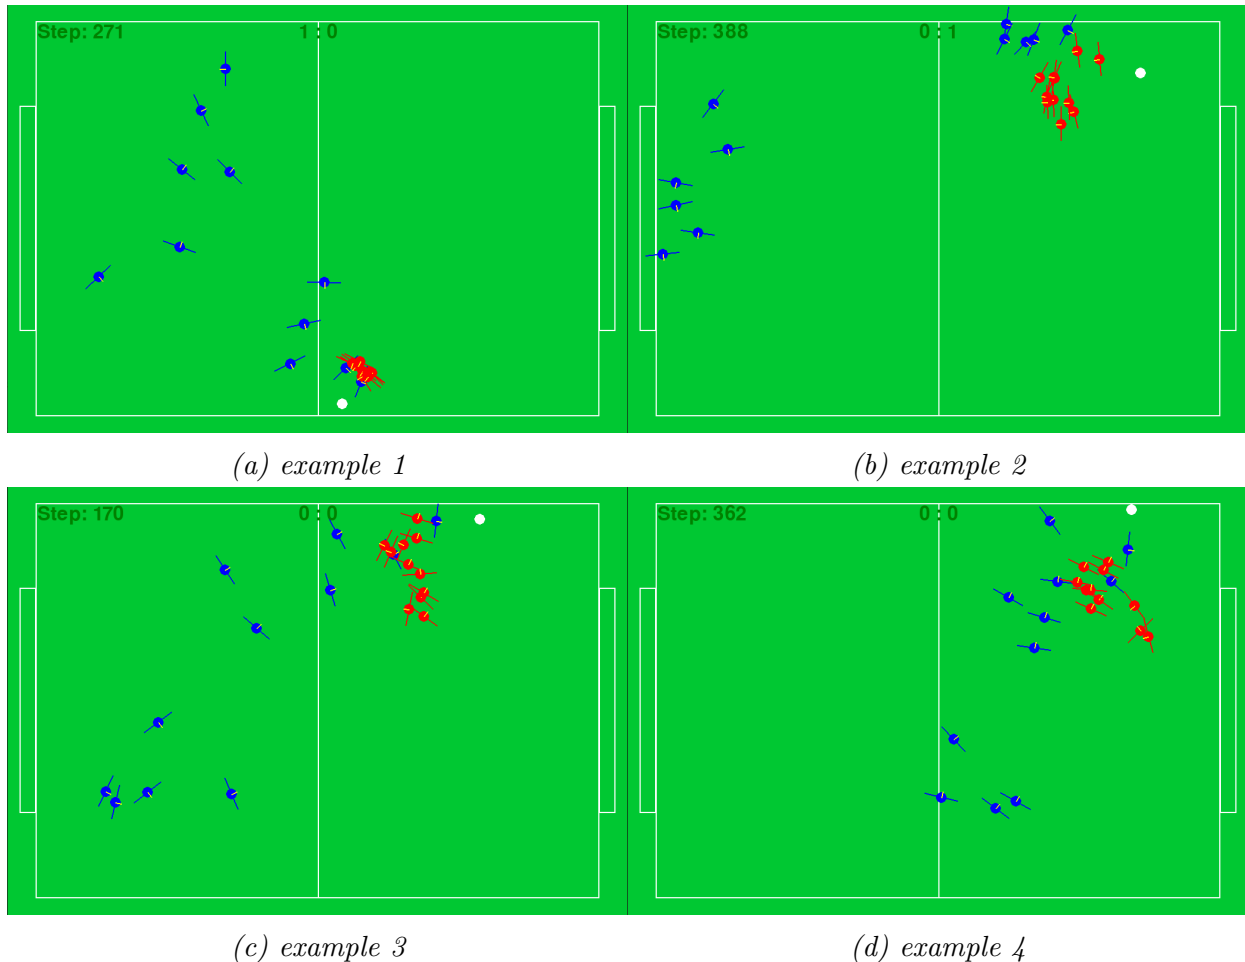 Step: 271 1 : 0
Step: 388 0 : 1
(a) example 1
(b) example 2
Step: 170 0 : 0
Step: 362 0 : 0
(c) example 3
(d) example 4